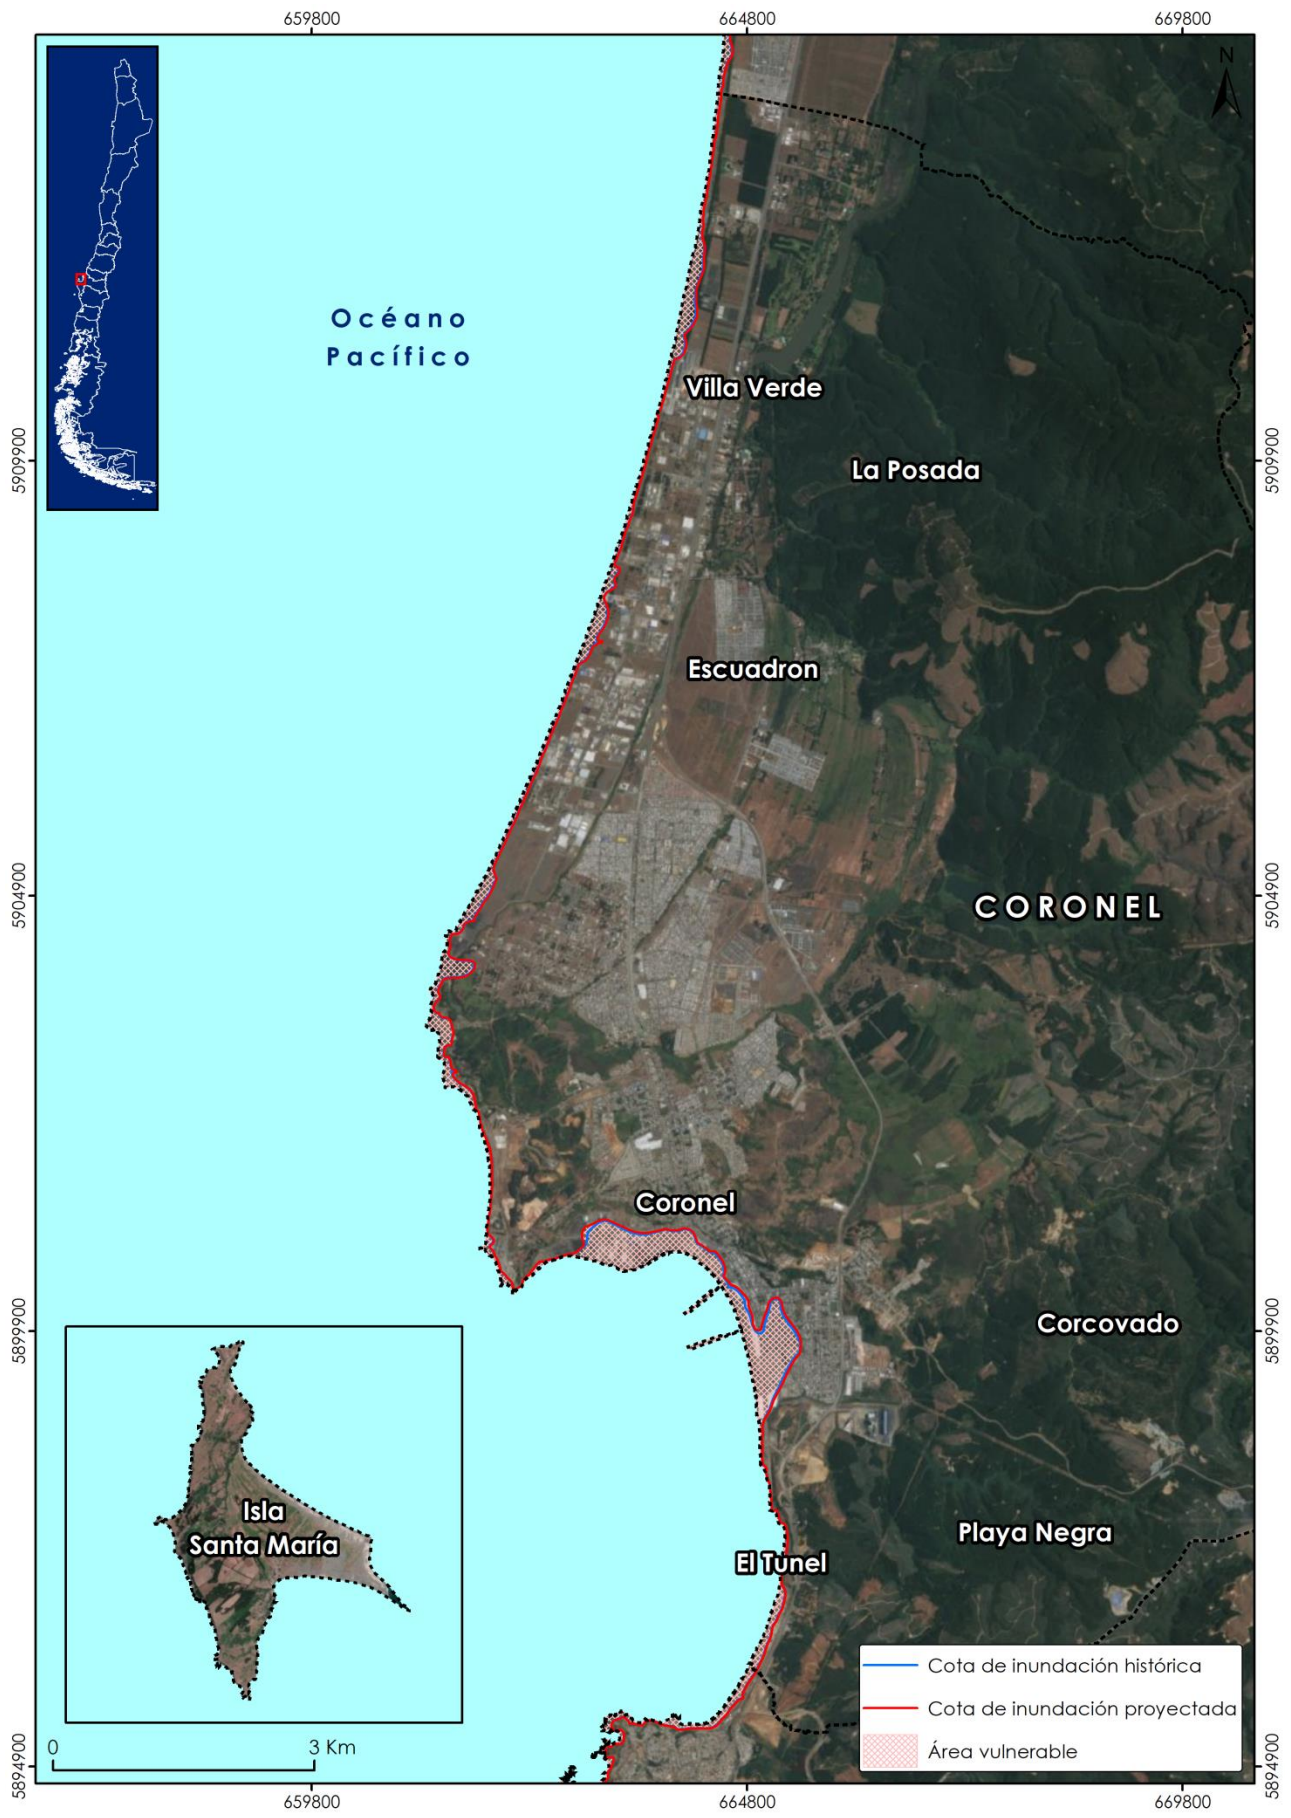 659800
664800
669800
N
Océano
Pacífico
Villa Verde
5909900
5909900
La Posada
Escuadron
5904900
5904900
CORONEL
Coronel
5899900
5899900
Corcovado
Isla
Santa María
Playa Negra
El Tunel
Cota de inundación histórica
Cota de inundación proyectada
Área vulnerable
0
3 Km
5894900
5894900
659800
664800
669800